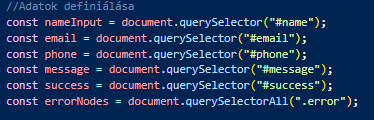 //Adatok definiálása
const nameInput = document.querySelector("#name");
const email = document.querySelector("#email");
const phone = document.querySelector("#phone");
const message = document.querySelector("#message");
const success = document.querySelector("#success");
const errorNodes = document.querySelectorAll(".error");